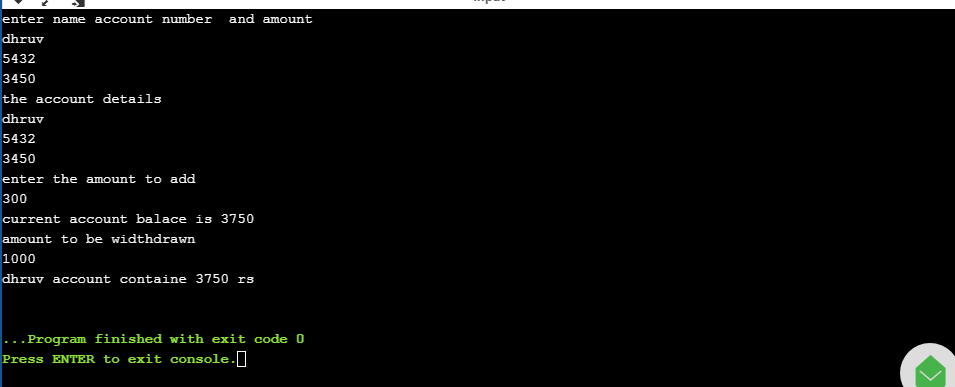 enter name account number  and amount
dhruv
5432
3450
the account details
dhruv
5432
3450
enter the amount to add
300
current account balace is 3750
amount to be widthdrawn
1000
dhruv account containe 3750 rs
...Program finished with exit code 0
Press ENTER to exit console.